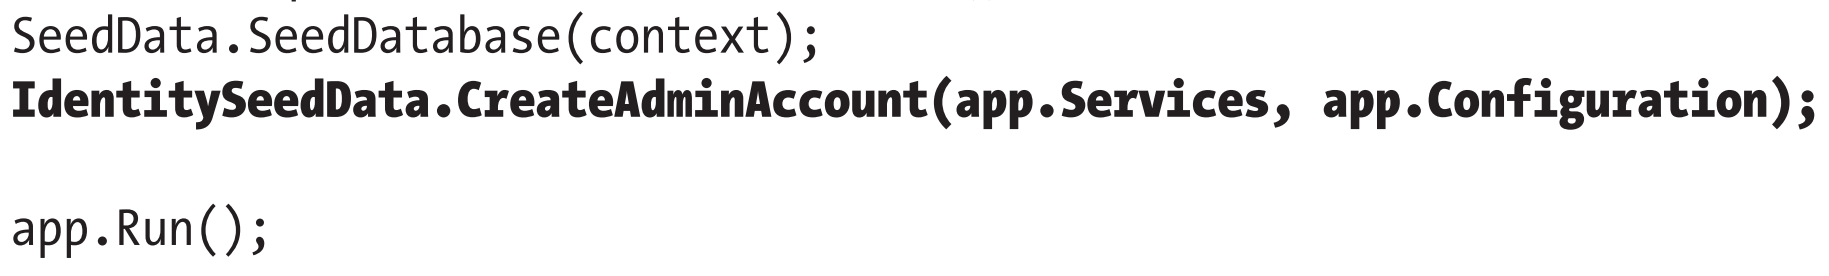 SeedData.SeedDatabase(context);
IdentitySeedData.CreateAdminAccount(app.Services, app.Configuration);
app.Run();